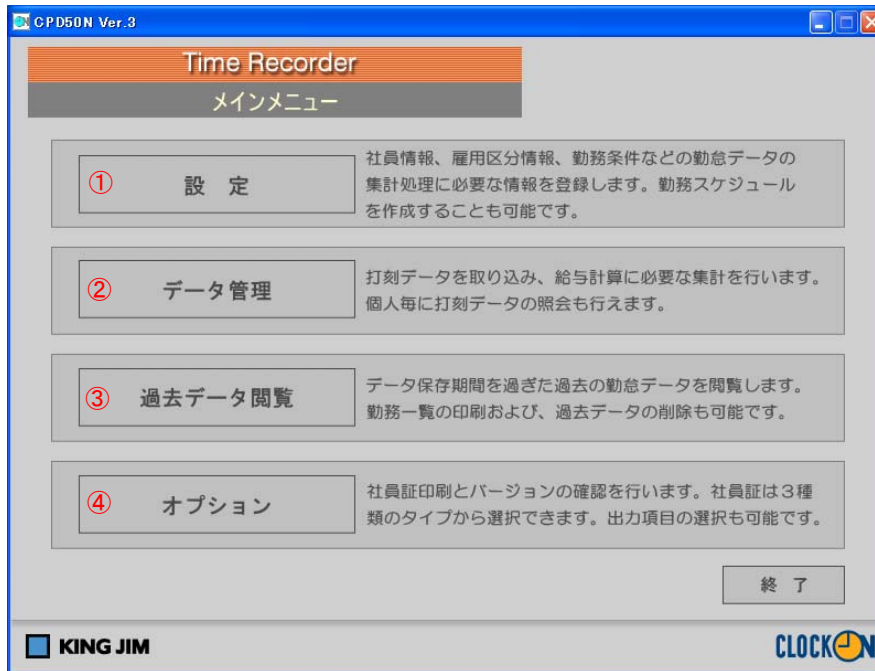 CPD50N Ver.3
Time Recorder
メインメニュー
① 設 定
社員情報、雇用区分情報、勤務条件などの勤怠データの
集計処理に必要な情報を登録します。勤務スケジュール
を作成することも可能です。
② データ管理
打刻データを取り込み、給与計算に必要な集計を行います。
個人毎に打刻データの照会も行えます。
③ 過去データ閲覧
データ保存期間を過ぎた過去の勤怠データを閲覧します。
勤務一覧の印刷および、過去データの削除も可能です。
④ オプション
社員証印刷とバージョンの確認を行います。社員証は3種
類のタイプから選択できます。出力項目の選択も可能です。
終 了
KING JIM
CLOCK ON